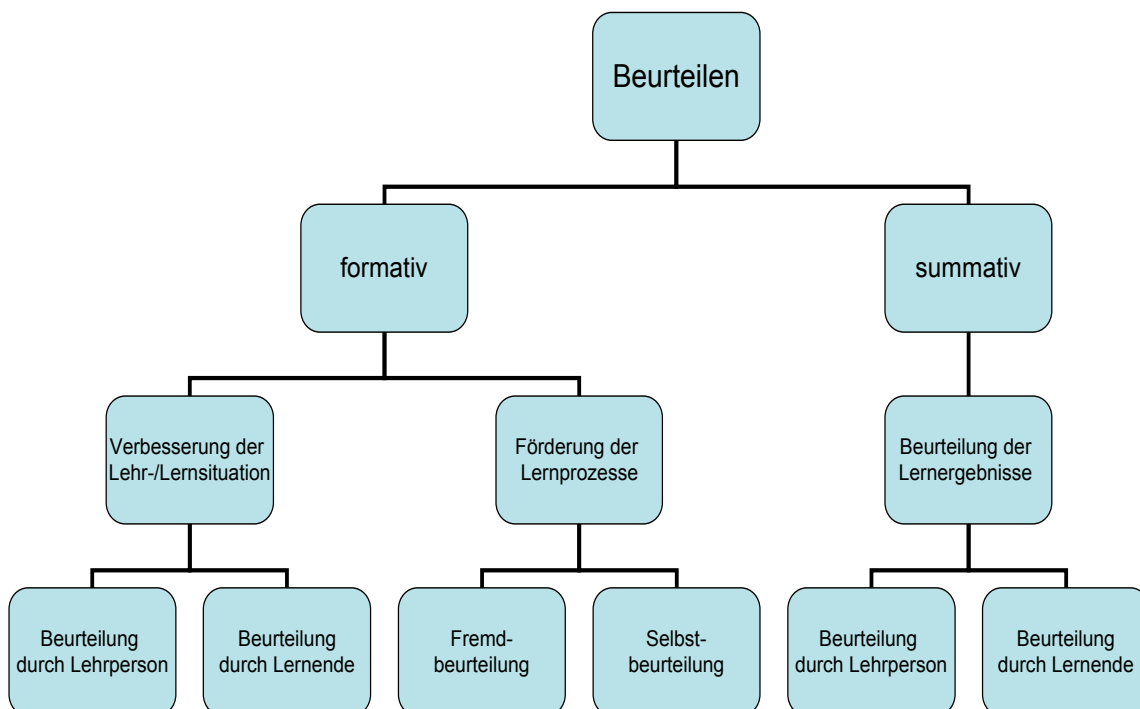 Beurteilen
formativ
summativ
Verbesserung der
Lehr-/Lernsituation
Förderung der
Lernprozesse
Beurteilung der
Lernergebnisse
Beurteilung
durch Lehrperson
Beurteilung
durch Lernende
Fremd-
beurteilung
Selbst-
beurteilung
Beurteilung
durch Lehrperson
Beurteilung
durch Lernende